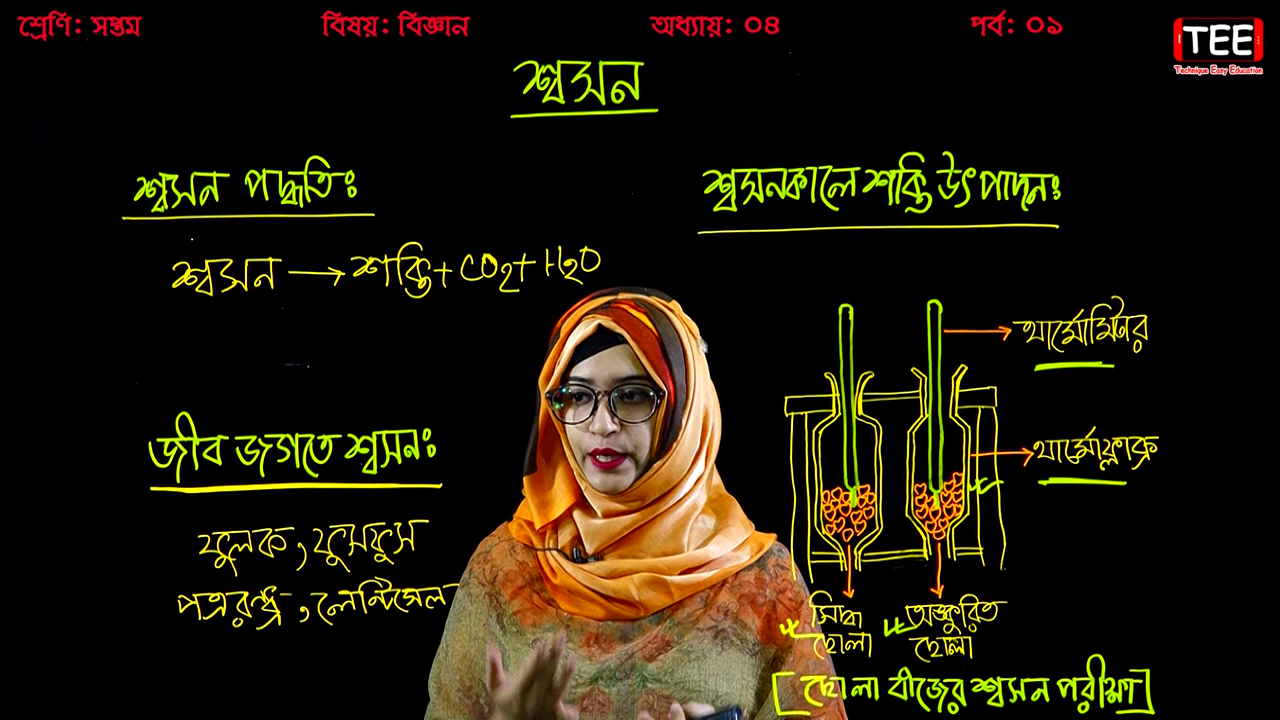 শ্রেণি: সপ্তম
বিষয়: বিজ্ঞান
অধ্যায়: ০৪
পর্ব: ০১
TEE
Technique Easy Education
শ্বসন
শ্বসন পদ্ধতিঃ
শ্বসন → শক্তি + CO₂ + H₂O
জীব জগতে শ্বসনঃ
ফুলকা, ফুসফুস
পত্ররন্ধ্র, লেন্টিসেল
শ্বসনকালে শক্তি উৎপাদনঃ
থার্মোমিটার
থার্মোফ্লাক্স
সিদ্ধ
ছোলা
অঙ্কুরিত
ছোলা
[ছোলা বীজের শ্বসন পরীক্ষা]